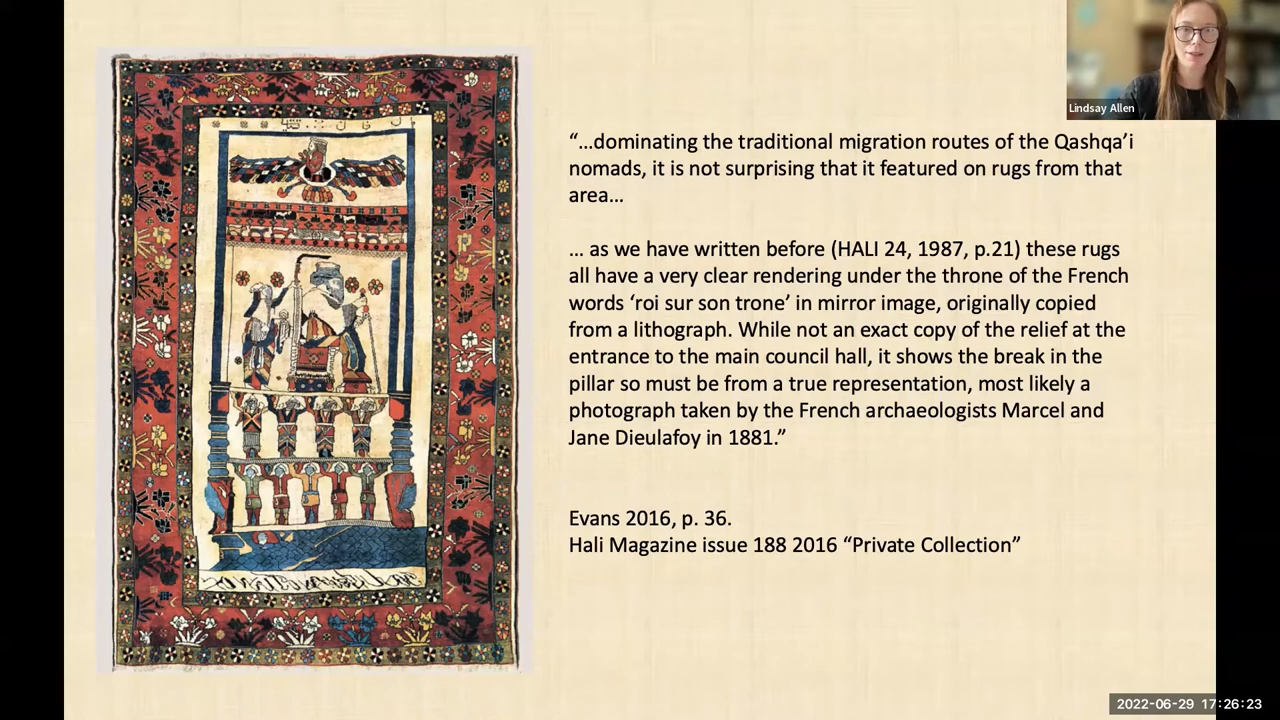 Lindsay Allen
“…dominating the traditional migration routes of the Qashqa’i
nomads, it is not surprising that it featured on rugs from that
area…
… as we have written before (HALI 24, 1987, p.21) these rugs
all have a very clear rendering under the throne of the French
words ‘roi sur son trone’ in mirror image, originally copied
from a lithograph. While not an exact copy of the relief at the
entrance to the main council hall, it shows the break in the
pillar so must be from a true representation, most likely a
photograph taken by the French archaeologists Marcel and
Jane Dieulafoy in 1881.”
Evans 2016, p. 36.
Hali Magazine issue 188 2016 “Private Collection”
2022-06-29 17:26:23